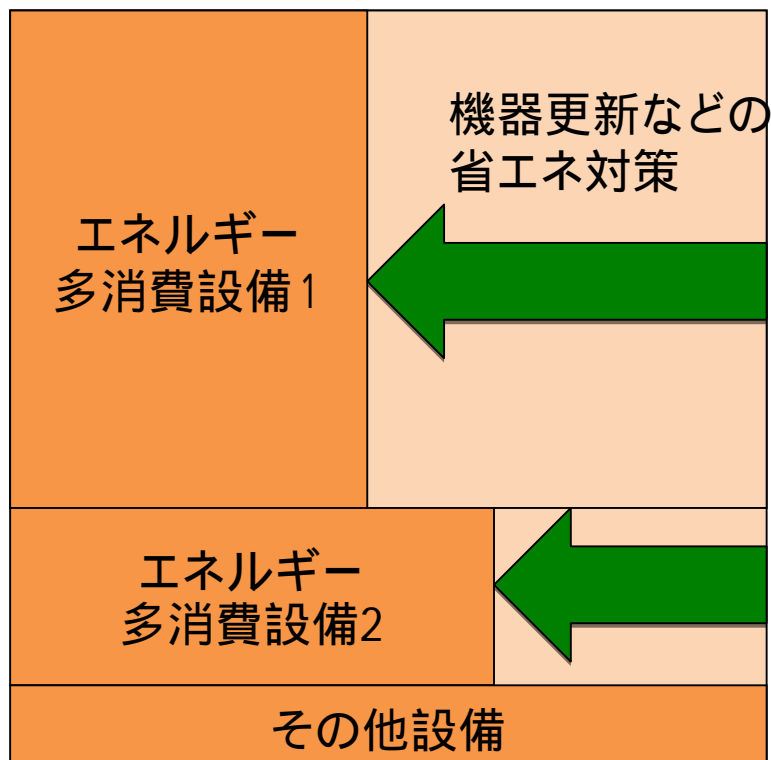 機器更新などの
省エネ対策
エネルギー
多消費設備1
エネルギー
多消費設備2
その他設備